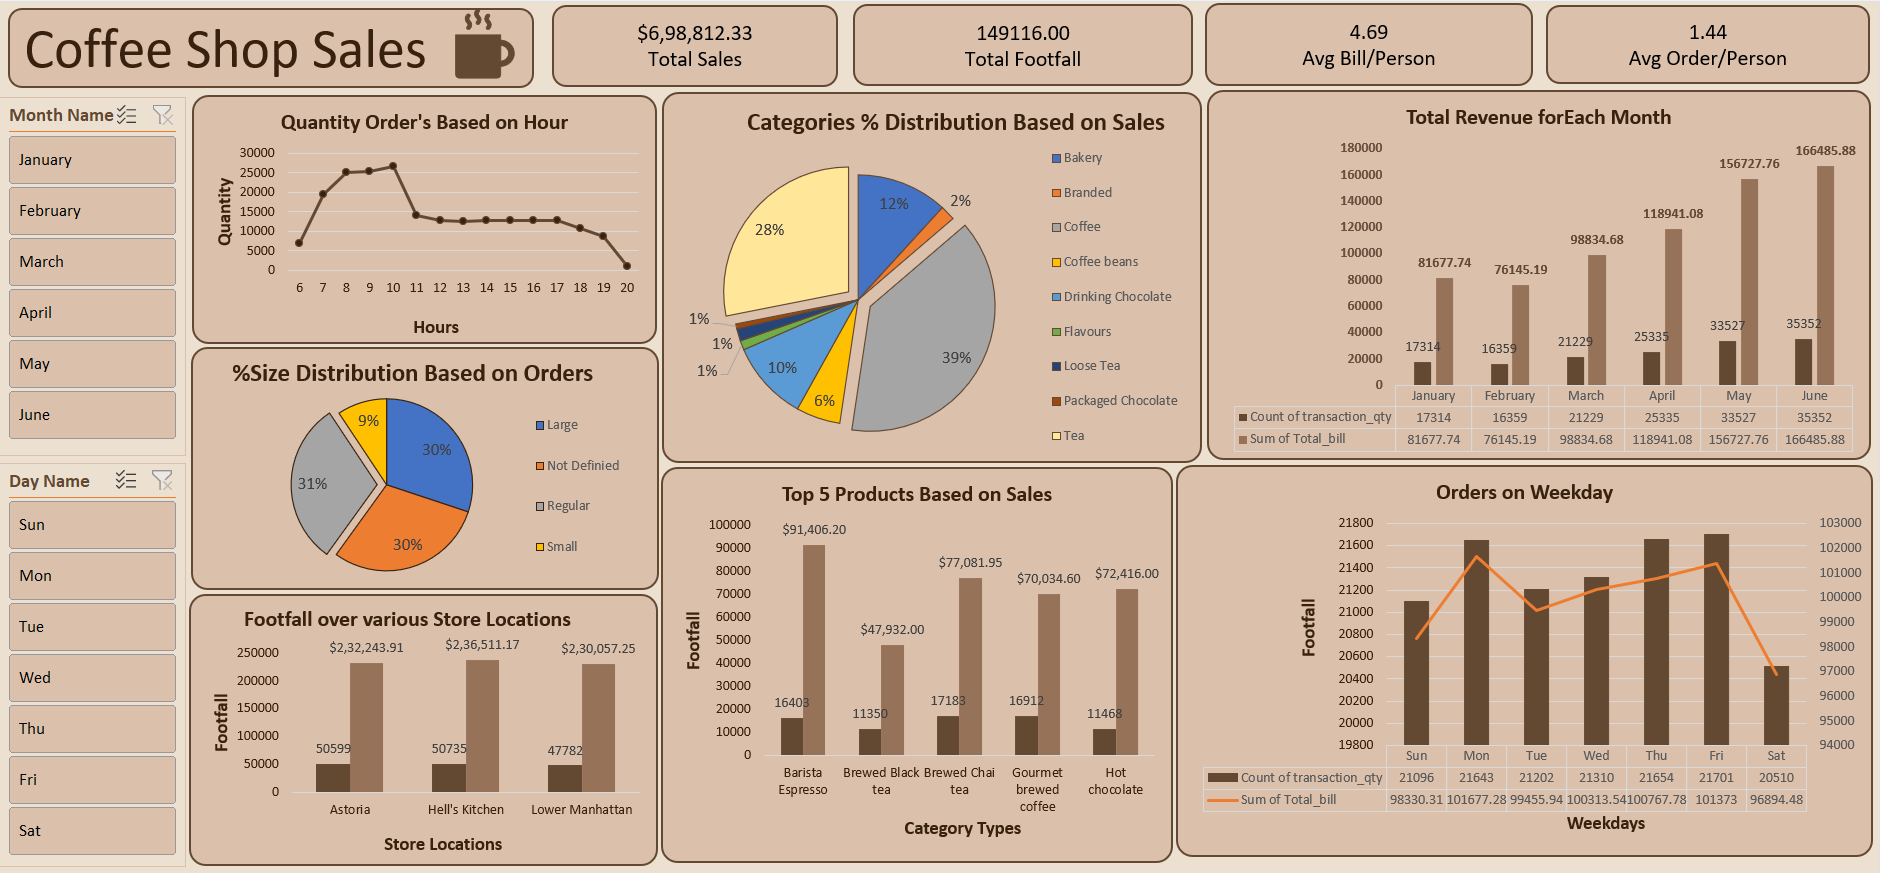 Coffee Shop Sales
$6,98,812.33
Total Sales
149116.00
Total Footfall
4.69
Avg Bill/Person
1.44
Avg Order/Person
Month Name
January
February
March
April
May
June
Day Name
Sun
Mon
Tue
Wed
Thu
Fri
Sat
Quantity Order's Based on Hour
Quantity
30000
25000
20000
15000
10000
5000
0
6 7 8 9 10 11 12 13 14 15 16 17 18 19 20
Hours
%Size Distribution Based on Orders
9%
30%
31%
30%
Large
Not Definied
Regular
Small
Footfall over various Store Locations
Footfall
250000
200000
150000
100000
50000
0
$2,32,243.91 $2,36,511.17 $2,30,057.25
50599 50735 47782
Astoria Hell's Kitchen Lower Manhattan
Store Locations
Categories % Distribution Based on Sales
12%
2%
28%
39%
1%
1%
1%
10%
6%
Bakery
Branded
Coffee
Coffee beans
Drinking Chocolate
Flavours
Loose Tea
Packaged Chocolate
Tea
Top 5 Products Based on Sales
Footfall
100000
90000
80000
70000
60000
50000
40000
30000
20000
10000
0
$91,406.20 $47,932.00 $77,081.95 $70,034.60 $72,416.00
16403 11350 17183 16912 11468
Barista Espresso
Brewed Black tea
Brewed Chai tea
Gourmet brewed coffee
Hot chocolate
Category Types
Total Revenue forEach Month
180000
160000
140000
120000
100000
80000
60000
40000
20000
0
81677.74 76145.19 98834.68 118941.08 156727.76 166485.88
17314 16359 21229 25335 33527 35352
January February March April May June
Count of transaction_qty 17314 16359 21229 25335 33527 35352
Sum of Total_bill 81677.74 76145.19 98834.68 118941.08 156727.76 166485.88
Orders on Weekday
Footfall
21800
21600
21400
21200
21000
20800
20600
20400
20200
20000
19800
103000
102000
101000
100000
99000
98000
97000
96000
95000
94000
Sun Mon Tue Wed Thu Fri Sat
Count of transaction_qty 21096 21643 21202 21310 21654 21701 20510
Sum of Total_bill 98330.31 101677.28 99455.94 100313.54 100767.78 101373 96894.48
Weekdays